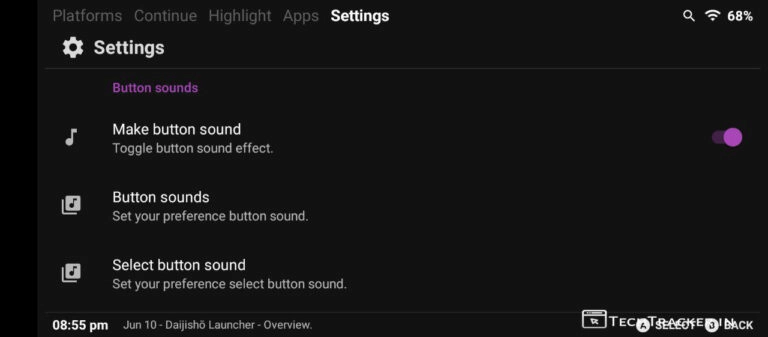 Platforms Continue Highlight Apps Settings 68%
Settings
Button sounds
Make button sound
Toggle button sound effect.
Button sounds
Set your preference button sound.
Select button sound
Set your preference select button sound.
08:55 pm Jun 10 - Daijishō Launcher - Overview. A SELECT B BACK
TechTracker.in